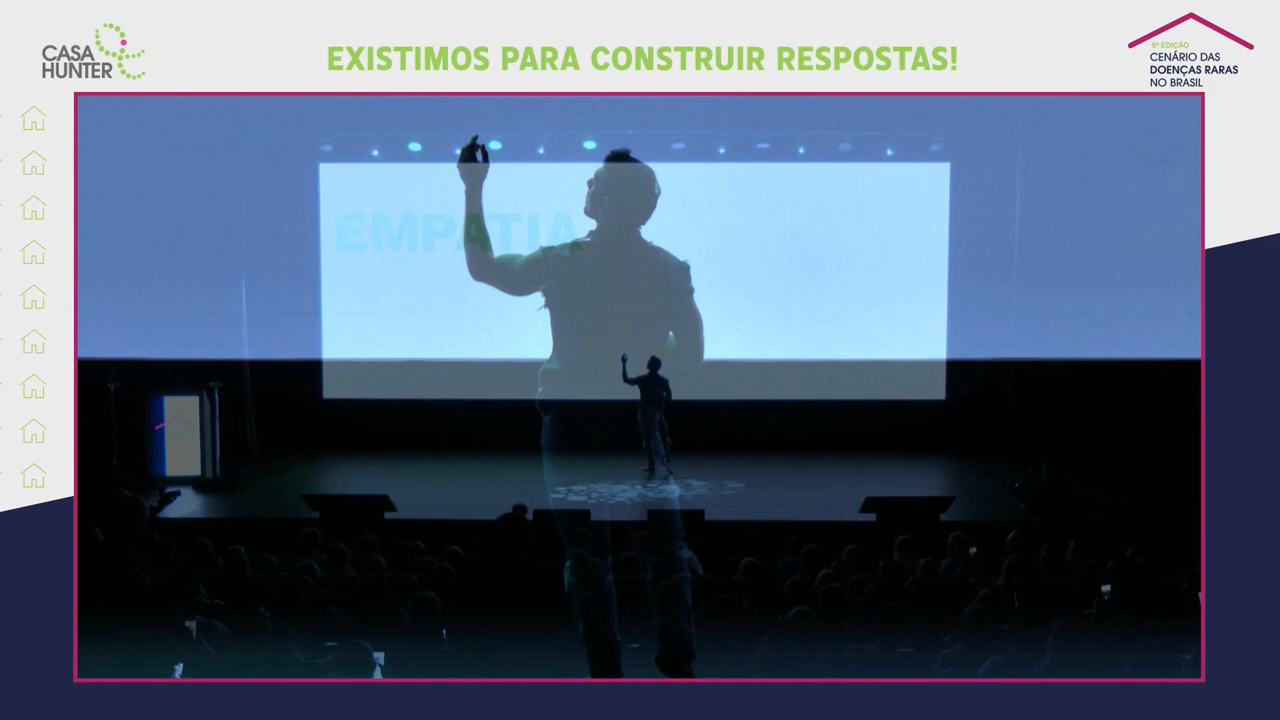 CASA
HUNTER
EXISTIMOS PARA CONSTRUIR RESPOSTAS!
9ª EDIÇÃO
CENÁRIO DAS
DOENÇAS RARAS
NO BRASIL
EMPATIA